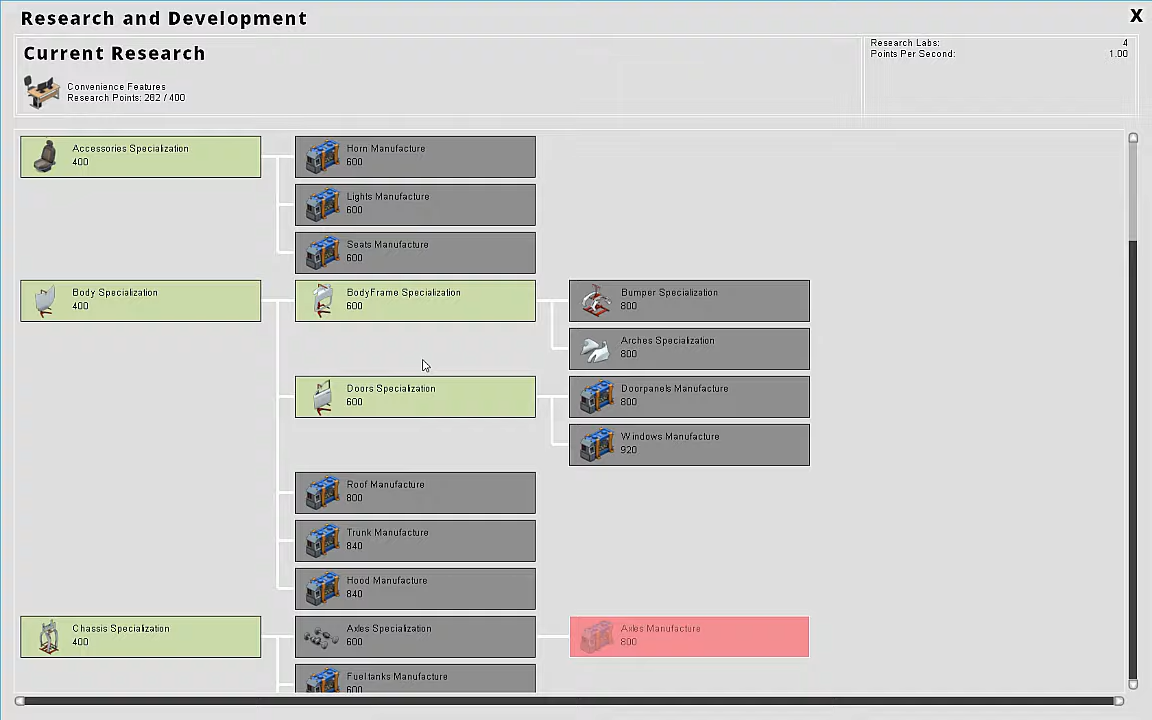 Research and Development
X
Current Research
Research Labs: 4
Points Per Second: 1.00
Convenience Features
Research Points: 262 / 400
Accessories Specialization
400
Horn Manufacture
600
Lights Manufacture
600
Seats Manufacture
600
Body Specialization
400
BodyFrame Specialization
600
Bumper Specialization
800
Arches Specialization
800
Doors Specialization
600
Doorpanels Manufacture
800
Windows Manufacture
920
Roof Manufacture
800
Trunk Manufacture
840
Hood Manufacture
840
Chassis Specialization
400
Axles Specialization
600
Axles Manufacture
800
Fueltanks Manufacture
600